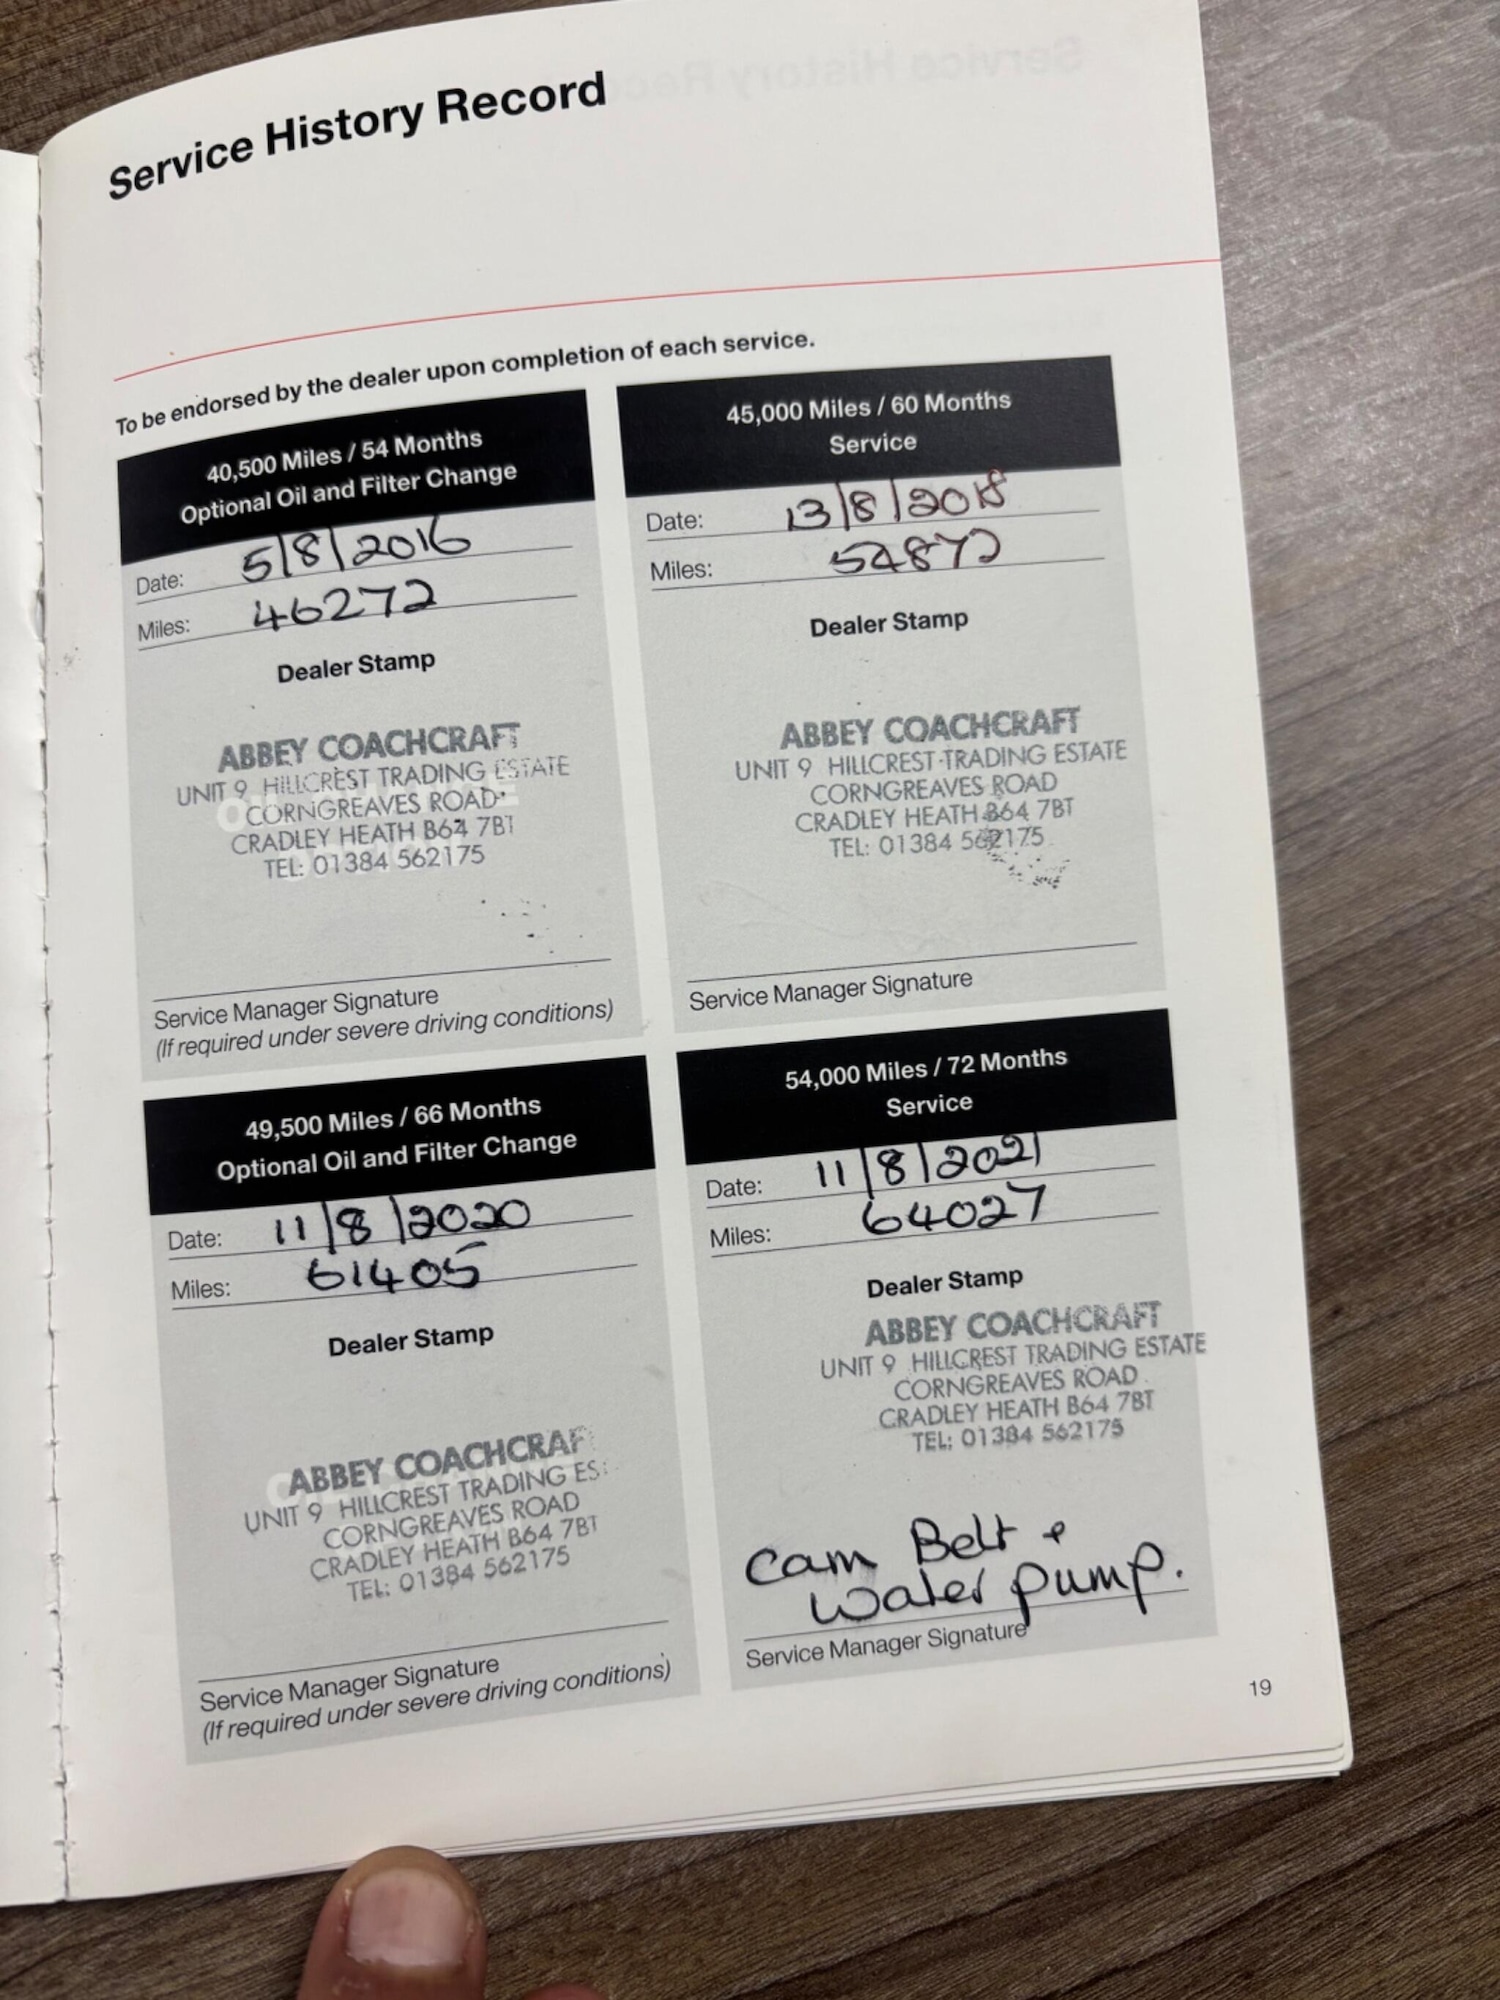 Service History Record
To be endorsed by the dealer upon completion of each service.
40,500 Miles / 54 Months
Optional Oil and Filter Change
Date: 5/8/2016
Miles: 46272
Dealer Stamp
ABBEY COACHCRAFT
UNIT 9 HILLCREST TRADING ESTATE
CORNGREAVES ROAD
CRADLEY HEATH B64 7BT
TEL: 01384 562175
Service Manager Signature
(If required under severe driving conditions)
45,000 Miles / 60 Months
Service
Date: 13/8/2018
Miles: 54872
Dealer Stamp
ABBEY COACHCRAFT
UNIT 9 HILLCREST TRADING ESTATE
CORNGREAVES ROAD
CRADLEY HEATH B64 7BT
TEL: 01384 562175
Service Manager Signature
49,500 Miles / 66 Months
Optional Oil and Filter Change
Date: 11/8/2020
Miles: 61405
Dealer Stamp
ABBEY COACHCRAF
UNIT 9 HILLCREST TRADING ES
CORNGREAVES ROAD
CRADLEY HEATH B64 7BT
TEL: 01384 562175
Service Manager Signature
(If required under severe driving conditions)
54,000 Miles / 72 Months
Service
Date: 11/8/2021
Miles: 64027
Dealer Stamp
ABBEY COACHCRAFT
UNIT 9 HILLCREST TRADING ESTATE
CORNGREAVES ROAD
CRADLEY HEATH B64 7BT
TEL: 01384 562175
Cam Belt +
Water pump.
Service Manager Signature
19